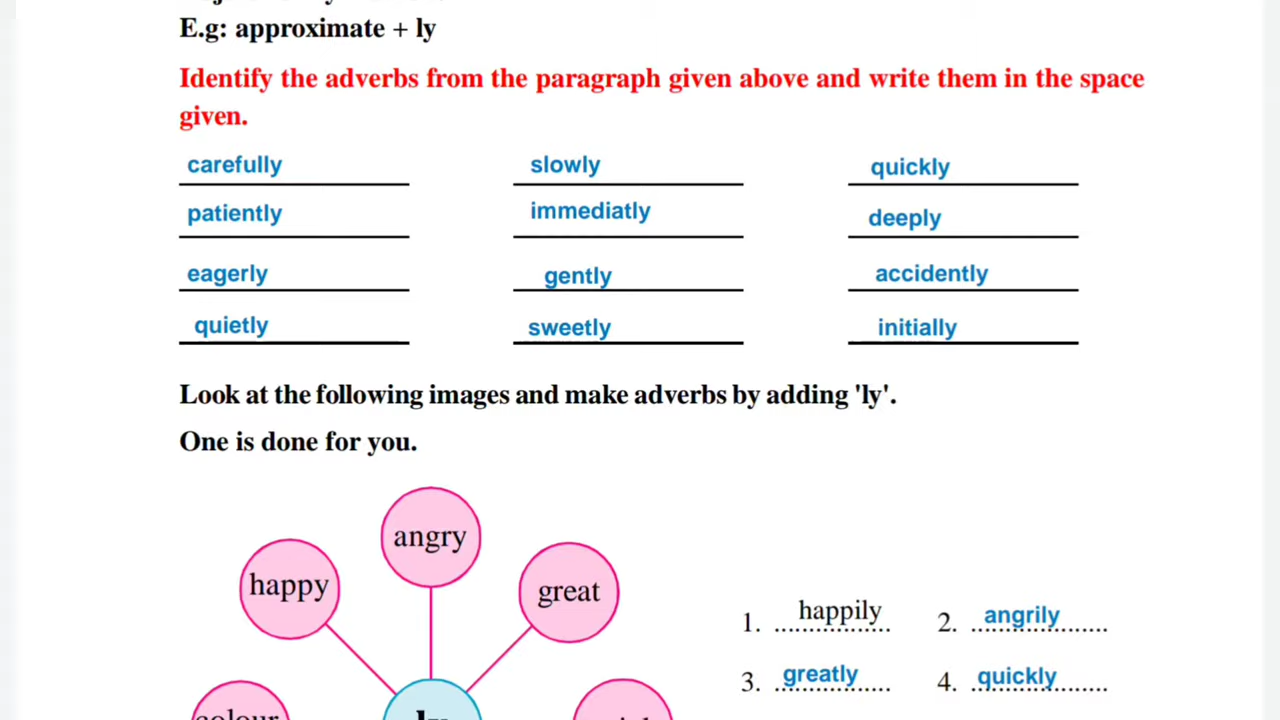 E.g: approximate + ly
Identify the adverbs from the paragraph given above and write them in the space
given.
carefully slowly quickly
patiently immediatly deeply
eagerly gently accidently
quietly sweetly initially
Look at the following images and make adverbs by adding 'ly'.
One is done for you.
angry
happy
great
1. happily 2. angrily
3. greatly 4. quickly
colour
ly